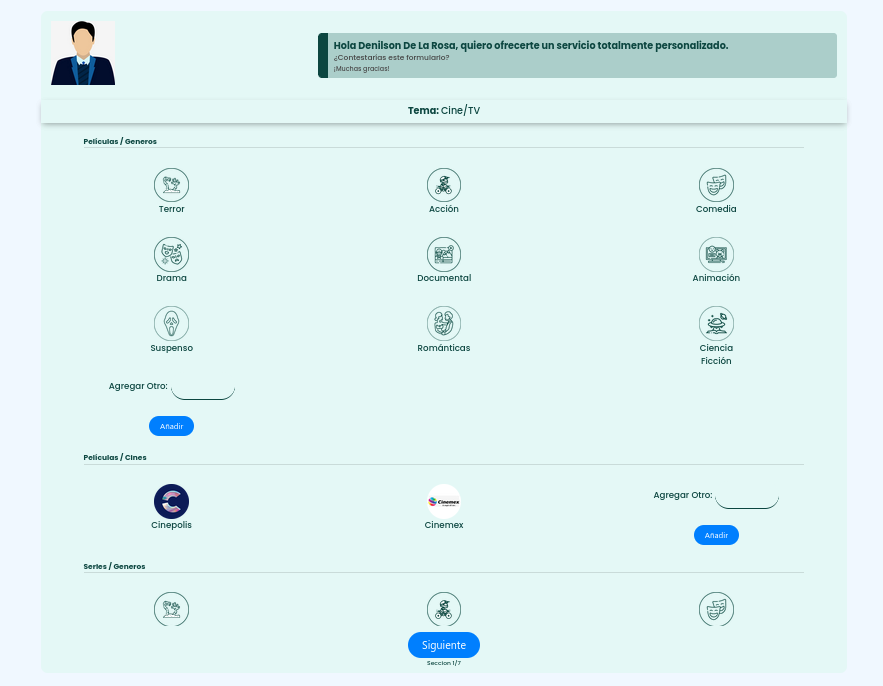 Hola Denilson De La Rosa, quiero ofrecerte un servicio totalmente personalizado.
¿Contestarías este formulario?
¡Muchas gracias!
Tema: Cine/TV
Películas / Generos
Terror
Acción
Comedia
Drama
Documental
Animación
Suspenso
Románticas
Ciencia
Ficción
Agregar Otro:
Añadir
Películas / Cines
Cinepolis
Cinemex
Cinemex
Agregar Otro:
Añadir
Series / Generos
Siguiente
Seccion 1/7